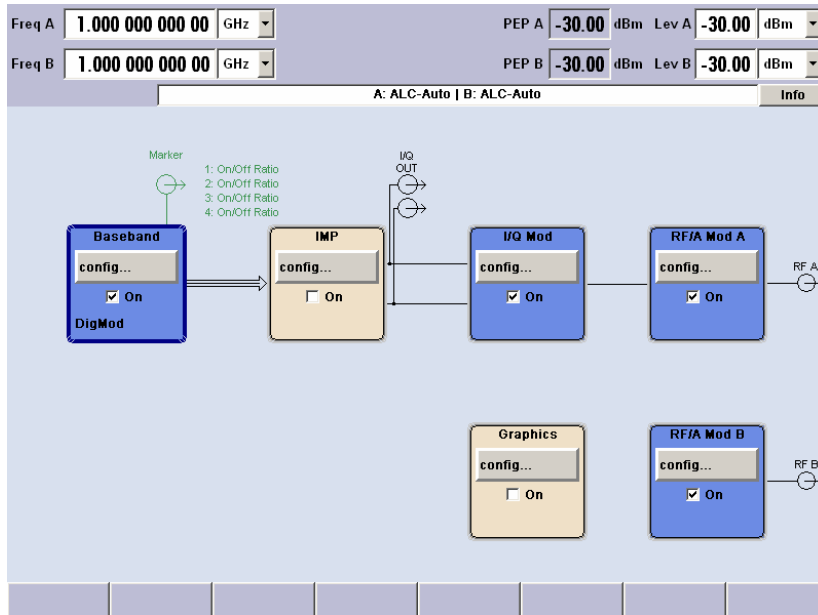 Freq A 1.000 000 000 00 GHz PEP A -30.00 dBm Lev A -30.00 dBm
Freq B 1.000 000 000 00 GHz PEP B -30.00 dBm Lev B -30.00 dBm
A: ALC-Auto | B: ALC-Auto Info
Marker
1: On/Off Ratio
2: On/Off Ratio
3: On/Off Ratio
4: On/Off Ratio
I/Q
OUT
Baseband IMP I/Q Mod RF/A Mod A
config... config... config... config... RF A
On On On On
DigMod
Graphics RF/A Mod B
config... config... RF B
On On